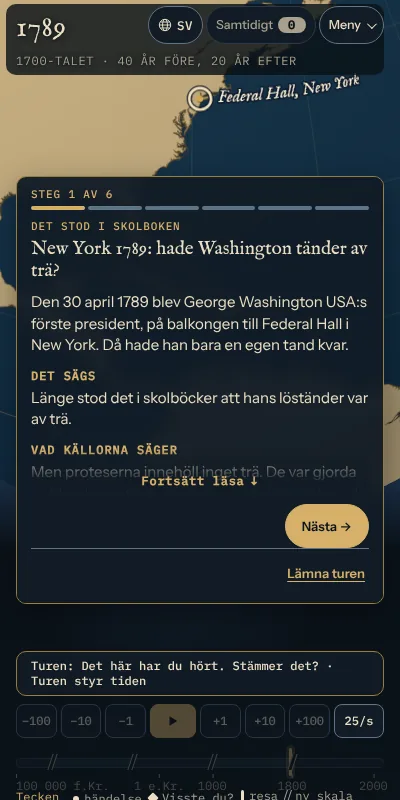 1789
SV
Samtidigt 0
Meny
1700-TALET · 40 ÅR FÖRE, 20 ÅR EFTER
Federal Hall, New York
STEG 1 AV 6
DET STOD I SKOLBOKEN
New York 1789: hade Washington tänder av
trä?
Den 30 april 1789 blev George Washington USA:s
förste president, på balkongen till Federal Hall i
New York. Då hade han bara en egen tand kvar.
DET SÄGS
Länge stod det i skolböcker att hans löständer var
av trä.
VAD KÄLLORNA SÄGER
Men proteserna innehöll inget trä. De var gjorda
Fortsätt läsa ↓
Nästa →
Lämna turen
Turen: Det här har du hört. Stämmer det? ·
Turen styr tiden
−100 −10 −1 +1 +10 +100 25/s
100 000 f.Kr. 1 e.Kr. 1000 1800 2000
Tecken händelse Visste du? resa // ny skala